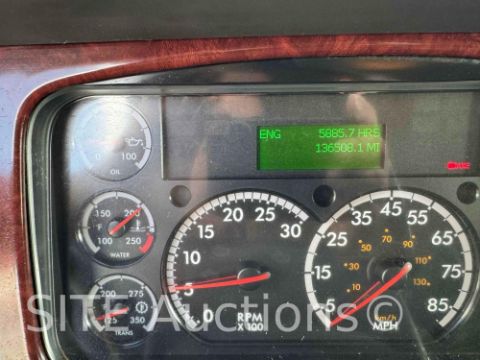 ENG 5885.7 HRS
136508.1 MI
0 100
OIL
150 200
°F
100 250
WATER
200 275
25 350
TRANS
0 5 10 15 20 25 30
RPM
X 100
5 15 25 35 45 55 65 75 85
10 30 50 70 90 110 130
km/h
MPH
SITE Auctions.com